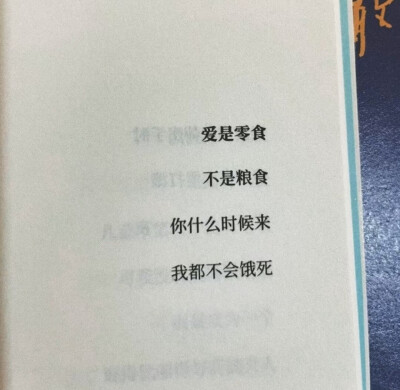 爱是零食
不是粮食
你什么时候来
我都不会饿死